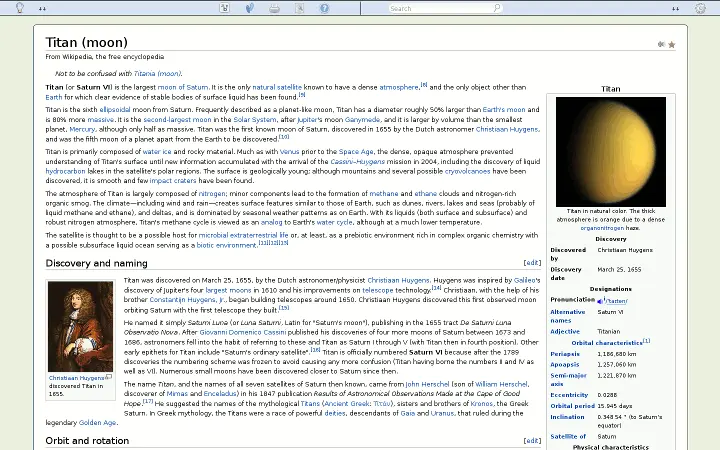 Search
Titan (moon)
From Wikipedia, the free encyclopedia
Not to be confused with Titania (moon).
Titan (or Saturn VI) is the largest moon of Saturn. It is the only natural satellite known to have a dense atmosphere,[8] and the only object other than
Earth for which clear evidence of stable bodies of surface liquid has been found.[9]
Titan is the sixth ellipsoidal moon from Saturn. Frequently described as a planet-like moon, Titan has a diameter roughly 50% larger than Earth's moon and
is 80% more massive. It is the second-largest moon in the Solar System, after Jupiter's moon Ganymede, and it is larger by volume than the smallest
planet, Mercury, although only half as massive. Titan was the first known moon of Saturn, discovered in 1655 by the Dutch astronomer Christiaan Huygens,
and was the fifth moon of a planet apart from the Earth to be discovered.[10]
Titan is primarily composed of water ice and rocky material. Much as with Venus prior to the Space Age, the dense, opaque atmosphere prevented
understanding of Titan's surface until new information accumulated with the arrival of the Cassini–Huygens mission in 2004, including the discovery of liquid
hydrocarbon lakes in the satellite's polar regions. The surface is geologically young; although mountains and several possible cryovolcanoes have been
discovered, it is smooth and few impact craters have been found.
The atmosphere of Titan is largely composed of nitrogen; minor components lead to the formation of methane and ethane clouds and nitrogen-rich
organic smog. The climate—including wind and rain—creates surface features similar to those of Earth, such as dunes, rivers, lakes and seas (probably of
liquid methane and ethane), and deltas, and is dominated by seasonal weather patterns as on Earth. With its liquids (both surface and subsurface) and
robust nitrogen atmosphere, Titan's methane cycle is viewed as an analog to Earth's water cycle, although at a much lower temperature.
The satellite is thought to be a possible host for microbial extraterrestrial life or, at least, as a prebiotic environment rich in complex organic chemistry with
a possible subsurface liquid ocean serving as a biotic environment.[11][12][13]
Discovery and naming [edit]
Titan was discovered on March 25, 1655, by the Dutch astronomer/physicist Christiaan Huygens. Huygens was inspired by Galileo's
discovery of Jupiter's four largest moons in 1610 and his improvements on telescope technology.[14] Christiaan, with the help of his
brother Constantijn Huygens, Jr., began building telescopes around 1650. Christiaan Huygens discovered this first observed moon
orbiting Saturn with the first telescope they built.[15]
He named it simply Saturni Luna (or Luna Saturni, Latin for "Saturn's moon"), publishing in the 1655 tract De Saturni Luna
Observatio Nova. After Giovanni Domenico Cassini published his discoveries of four more moons of Saturn between 1673 and
1686, astronomers fell into the habit of referring to these and Titan as Saturn I through V (with Titan then in fourth position). Other
early epithets for Titan include "Saturn's ordinary satellite".[16] Titan is officially numbered Saturn VI because after the 1789
discoveries the numbering scheme was frozen to avoid causing any more confusion (Titan having borne the numbers II and IV as
well as VI). Numerous small moons have been discovered closer to Saturn since then.
The name Titan, and the names of all seven satellites of Saturn then known, came from John Herschel (son of William Herschel,
discoverer of Mimas and Enceladus) in his 1847 publication Results of Astronomical Observations Made at the Cape of Good
Hope.[17] He suggested the names of the mythological Titans (Ancient Greek: Τῑτάν), sisters and brothers of Kronos, the Greek
Saturn. In Greek mythology, the Titans were a race of powerful deities, descendants of Gaia and Uranus, that ruled during the
legendary Golden Age.
Christiaan Huygens
discovered Titan in
1655.
Orbit and rotation [edit]
Titan
Titan in natural color. The thick
atmosphere is orange due to a dense
organonitrogen haze.
Discovery
Discovered by Christiaan Huygens
Discovery date March 25, 1655
Designations
Pronunciation /ˈtaɪtən/
Alternative names Saturn VI
Adjective Titanian
Orbital characteristics[1]
Periapsis 1,186,680 km
Apoapsis 1,257,060 km
Semi-major axis 1,221,870 km
Eccentricity 0.0288
Orbital period 15.945 days
Inclination 0.348 54 ° (to Saturn's
equator)
Satellite of Saturn
Physical characteristics